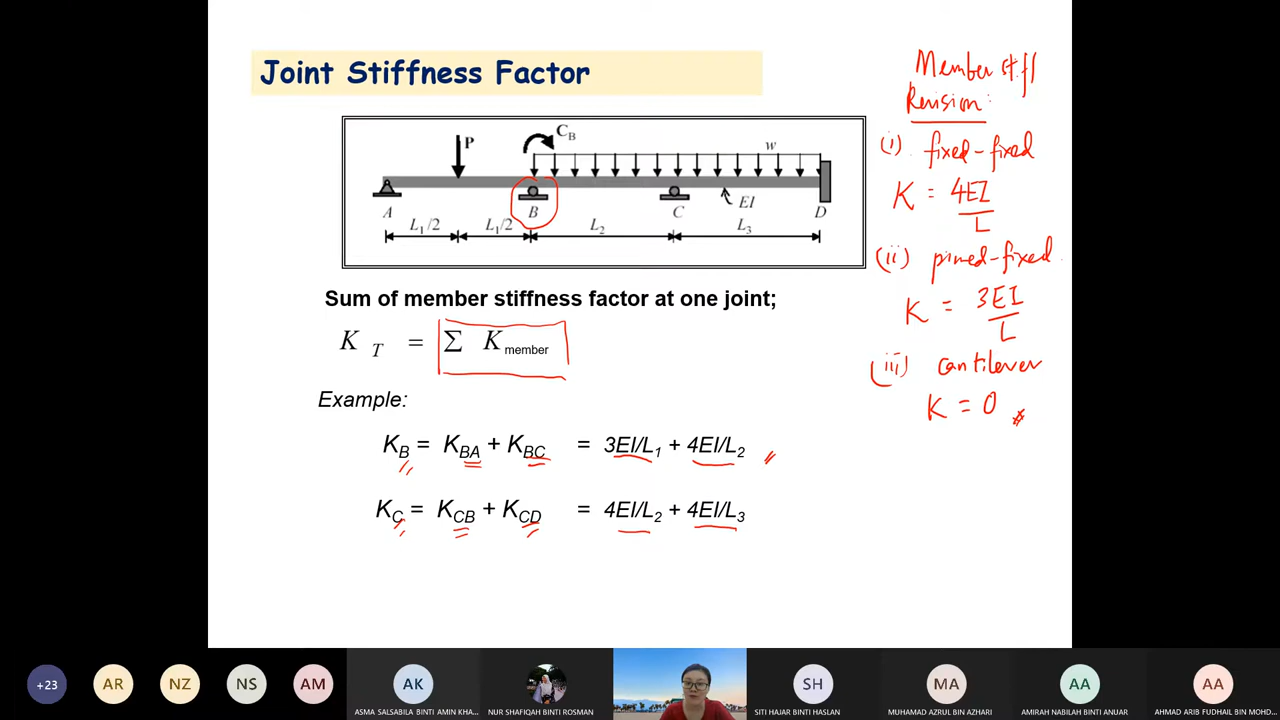 Joint Stiffness Factor
P
C_B
w
A
B
C
EI
D
L₁/2
L₁/2
L₂
L₃
Sum of member stiffness factor at one joint;
K_T = Σ K_member
Example:
K_B = K_BA + K_BC = 3EI/L₁ + 4EI/L₂
K_C = K_CB + K_CD = 4EI/L₂ + 4EI/L₃
Member stiff
Revision:
(i) fixed-fixed
K = 4EI/L
(ii) pinned-fixed
K = 3EI/L
(iii) cantilever
K = 0
+23
AR
NZ
NS
AM
AK
ASMA SALSABILA BINTI AMIN KHA...
NUR SHAFIQAH BINTI ROSMAN
SH
SITI HAJAR BINTI HASLAN
MA
MUHAMAD AZRUL BIN AZHARI
AA
AMIRAH NABILAH BINTI ANUAR
AA
AHMAD ARIB FUDHAIL BIN MOHD...